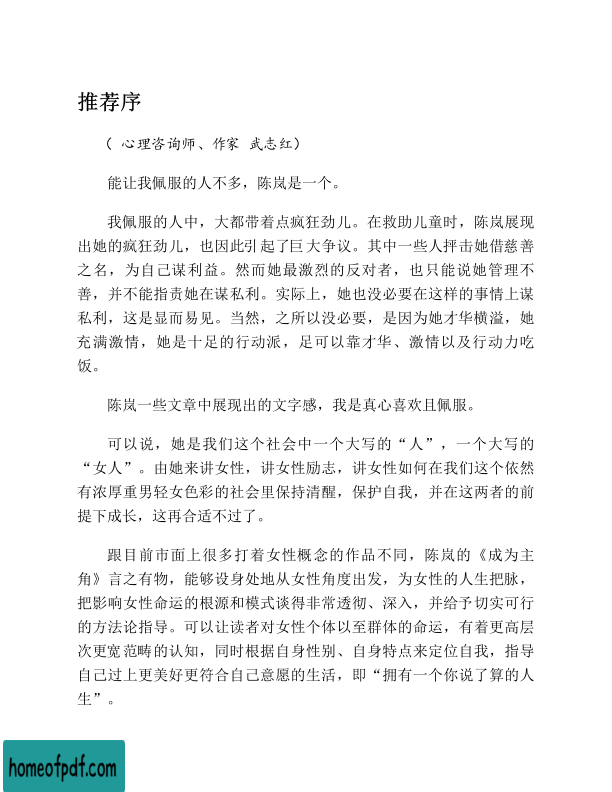 推荐序
（ 心理咨询师、作家 武志红）
能让我佩服的人不多，陈岚是一个。
我佩服的人中，大都带着点疯狂劲儿。在救助儿童时，陈岚展现
出她的疯狂劲儿，也因此引起了巨大争议。其中一些人抨击她借慈善
之名，为自己谋利益。然而她最激烈的反对者，也只能说她管理不
善，并不能指责她在谋私利。实际上，她也没必要在这样的事情上谋
私利，这是显而易见。当然，之所以没必要，是因为她才华横溢，她
充满激情，她是十足的行动派，足可以靠才华、激情以及行动力吃
饭。
陈岚一些文章中展现出的文字感，我是真心喜欢且佩服。
可以说，她是我们这个社会中一个大写的“人”，一个大写的
“女人”。由她来讲女性，讲女性励志，讲女性如何在我们这个依然
有浓厚重男轻女色彩的社会里保持清醒，保护自我，并在这两者的前
提下成长，这再合适不过了。
跟目前市面上很多打着女性概念的作品不同，陈岚的《成为主
角》言之有物，能够设身处地从女性角度出发，为女性的人生把脉，
把影响女性命运的根源和模式谈得非常透彻、深入，并给予切实可行
的方法论指导。可以让读者对女性个体以至群体的命运，有着更高层
次更宽范畴的认知，同时根据自身性别、自身特点来定位自我，指导
自己过上更美好更符合自己意愿的生活，即“拥有一个你说了算的人
生”。
homeofpdf.com